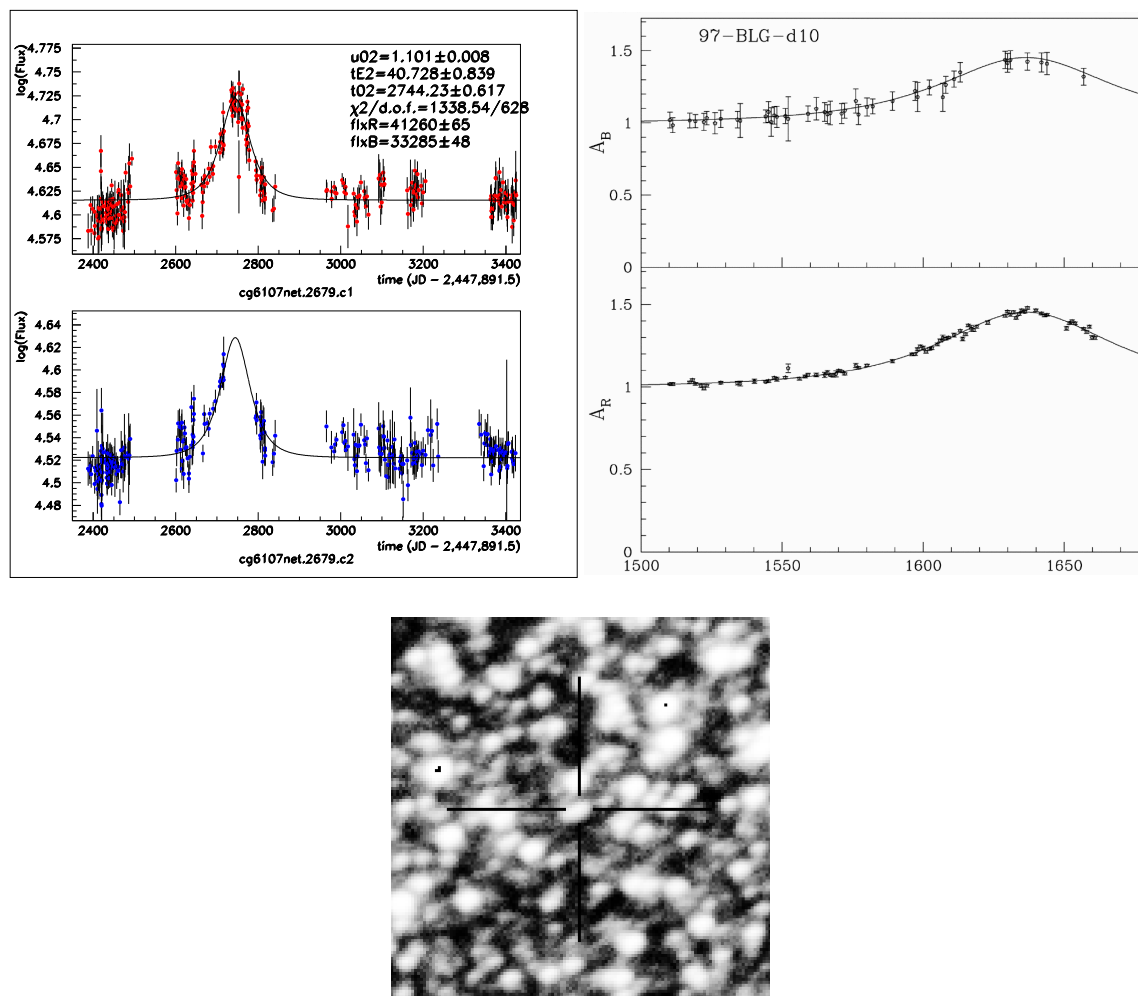 log(Flux)
4.775
4.75
4.725
4.7
4.675
4.65
4.625
4.6
4.575
u02=1.101±0.008
tE2=40.728±0.839
t02=2744.23±0.617
χ2/d.o.f.=1338.54/628
flxR=41260±65
flxB=33285±48
2400 2600 2800 3000 3200 3400
time (JD - 2,447,891.5)
cg6107net.2679.c1
log(Flux)
4.64
4.62
4.6
4.58
4.56
4.54
4.52
4.5
4.48
2400 2600 2800 3000 3200 3400
time (JD - 2,447,891.5)
cg6107net.2679.c2
97-BLG-d10
A_B
1.5
1
0.5
0
A_R
1.5
1
0.5
0
1500 1550 1600 1650